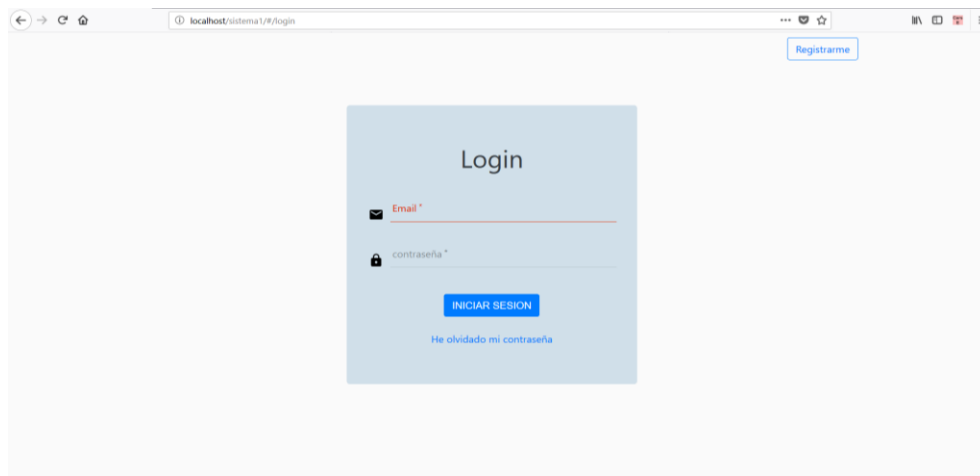 localhost/sistema1/#/login
Registrarme
Login
Email *
contraseña *
INICIAR SESION
He olvidado mi contraseña